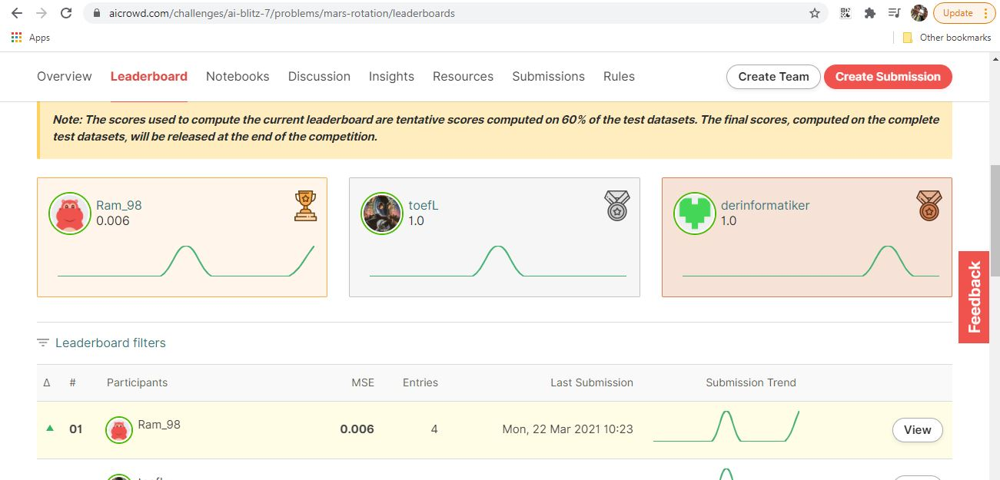 aicrowd.com/challenges/ai-blitz-7/problems/mars-rotation/leaderboards
Update
Apps
Other bookmarks
Overview Leaderboard Notebooks Discussion Insights Resources Submissions Rules Create Team Create Submission
Note: The scores used to compute the current leaderboard are tentative scores computed on 60% of the test datasets. The final scores, computed on the complete
test datasets, will be released at the end of the competition.
Ram_98
0.006
toefL
1.0
derinformatiker
1.0
Feedback
Leaderboard filters
Δ # Participants MSE Entries Last Submission Submission Trend
01 Ram_98 0.006 4 Mon, 22 Mar 2021 10:23 View